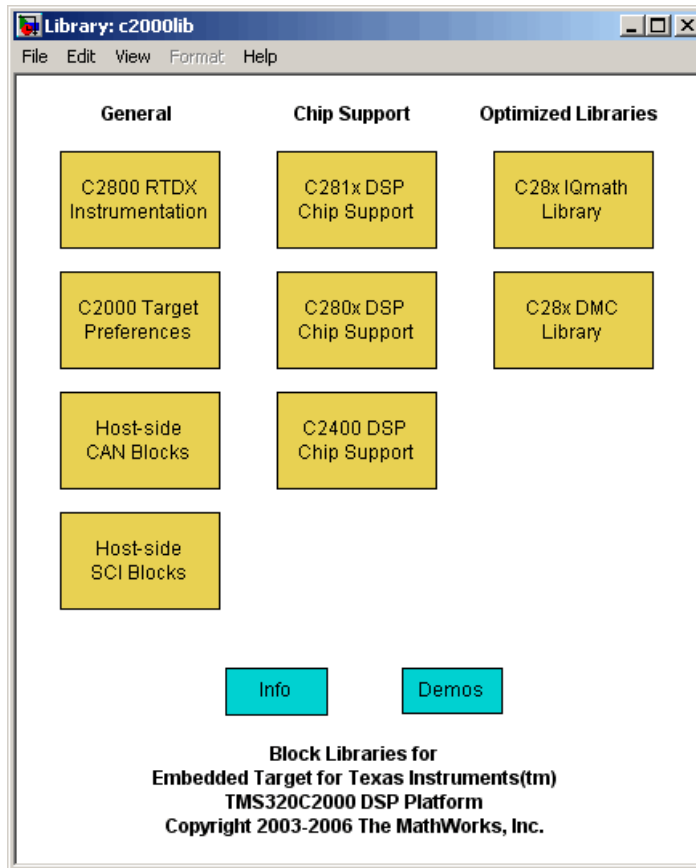 Library: c2000lib
File Edit View Format Help
General Chip Support Optimized Libraries
C2800 RTDX
Instrumentation
C281x DSP
Chip Support
C28x IQmath
Library
C2000 Target
Preferences
C280x DSP
Chip Support
C28x DMC
Library
Host-side
CAN Blocks
C2400 DSP
Chip Support
Host-side
SCI Blocks
Info Demos
Block Libraries for
Embedded Target for Texas Instruments(tm)
TMS320C2000 DSP Platform
Copyright 2003-2006 The MathWorks, Inc.